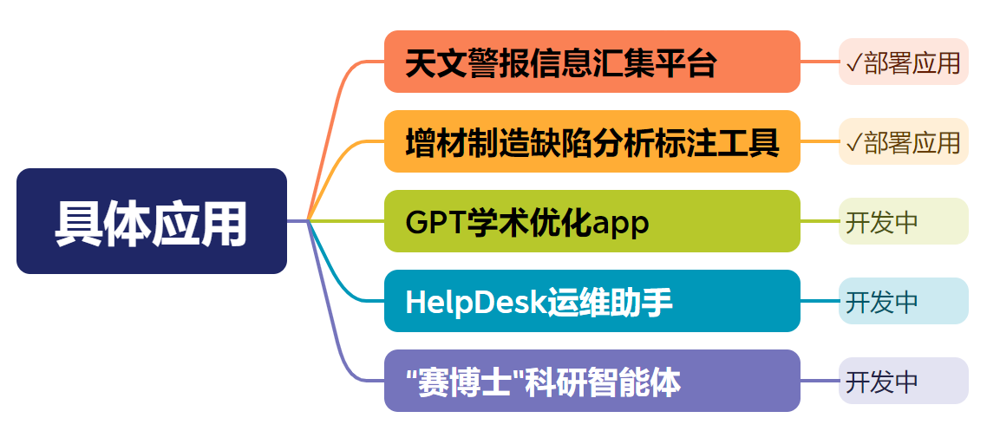 具体应用
天文警报信息汇集平台
✓部署应用
增材制造缺陷分析标注工具
✓部署应用
GPT学术优化app
开发中
HelpDesk运维助手
开发中
“赛博士"科研智能体
开发中